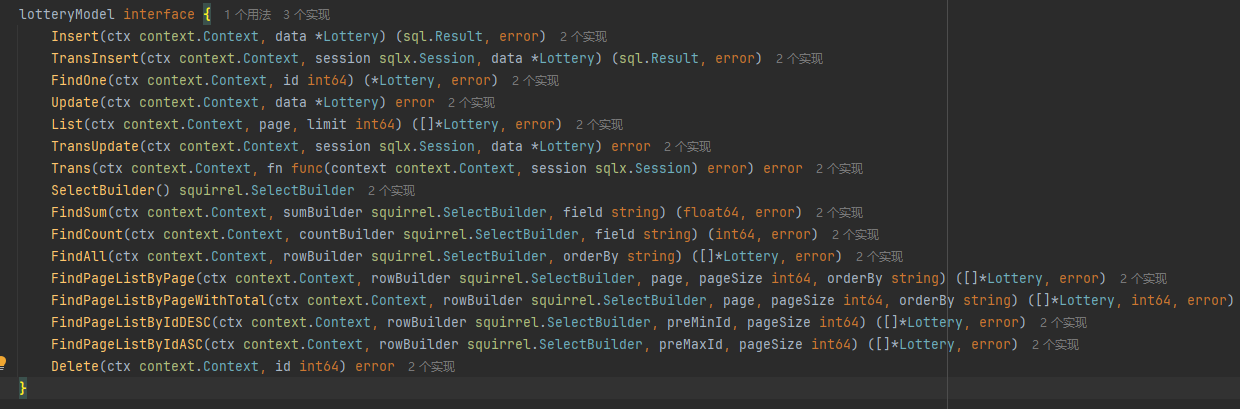 lotteryModel interface { 1 个用法 3 个实现
Insert(ctx context.Context, data *Lottery) (sql.Result, error) 2 个实现
TransInsert(ctx context.Context, session sqlx.Session, data *Lottery) (sql.Result, error) 2 个实现
FindOne(ctx context.Context, id int64) (*Lottery, error) 2 个实现
Update(ctx context.Context, data *Lottery) error 2 个实现
List(ctx context.Context, page, limit int64) ([]*Lottery, error) 2 个实现
TransUpdate(ctx context.Context, session sqlx.Session, data *Lottery) error 2 个实现
Trans(ctx context.Context, fn func(context context.Context, session sqlx.Session) error) error 2 个实现
SelectBuilder() squirrel.SelectBuilder 2 个实现
FindSum(ctx context.Context, sumBuilder squirrel.SelectBuilder, field string) (float64, error) 2 个实现
FindCount(ctx context.Context, countBuilder squirrel.SelectBuilder, field string) (int64, error) 2 个实现
FindAll(ctx context.Context, rowBuilder squirrel.SelectBuilder, orderBy string) ([]*Lottery, error) 2 个实现
FindPageListByPage(ctx context.Context, rowBuilder squirrel.SelectBuilder, page, pageSize int64, orderBy string) ([]*Lottery, error) 2 个实现
FindPageListByPageWithTotal(ctx context.Context, rowBuilder squirrel.SelectBuilder, page, pageSize int64, orderBy string) ([]*Lottery, int64, error)
FindPageListByIdDESC(ctx context.Context, rowBuilder squirrel.SelectBuilder, preMinId, pageSize int64) ([]*Lottery, error) 2 个实现
FindPageListByIdASC(ctx context.Context, rowBuilder squirrel.SelectBuilder, preMaxId, pageSize int64) ([]*Lottery, error) 2 个实现
Delete(ctx context.Context, id int64) error 2 个实现
}